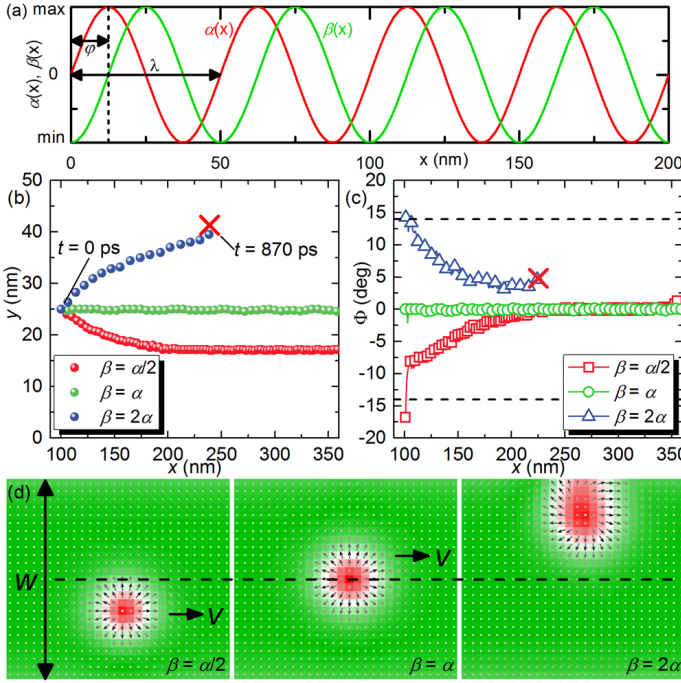 (a)
α(x), β(x)
max
0
min
φ
λ
α(x)
β(x)
0 50 100 150 200
x (nm)
(b)
y (nm)
50
40
30
20
10
0
t = 0 ps
t = 870 ps
β = α/2
β = α
β = 2α
100 150 200 250 300 350
x (nm)
(c)
Φ (deg)
20
15
10
5
0
-5
-10
-15
-20
β = α/2
β = α
β = 2α
100 150 200 250 300 350
x (nm)
(d)
W
v
β = α/2
v
β = α
β = 2α